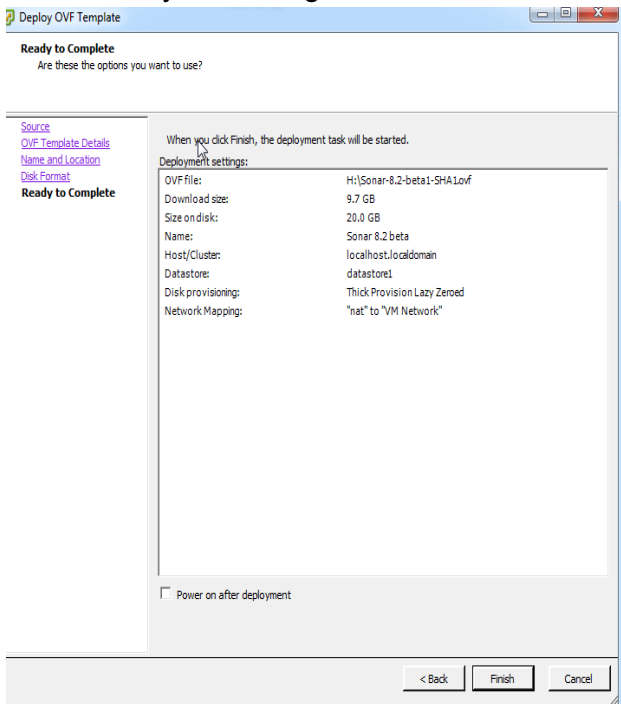 Deploy OVF Template
Ready to Complete
Are these the options you want to use?
Source
OVF Template Details
Name and Location
Disk Format
Ready to Complete
When you click Finish, the deployment task will be started.
Deployment settings:
OVF file: H:\Sonar-8.2-beta1-SHA1.ovf
Download size: 9.7 GB
Size on disk: 20.0 GB
Name: Sonar 8.2 beta
Host/Cluster: localhost.localdomain
Datastore: datastore1
Disk provisioning: Thick Provision Lazy Zeroed
Network Mapping: "nat" to "VM Network"
Power on after deployment
< Back Finish Cancel